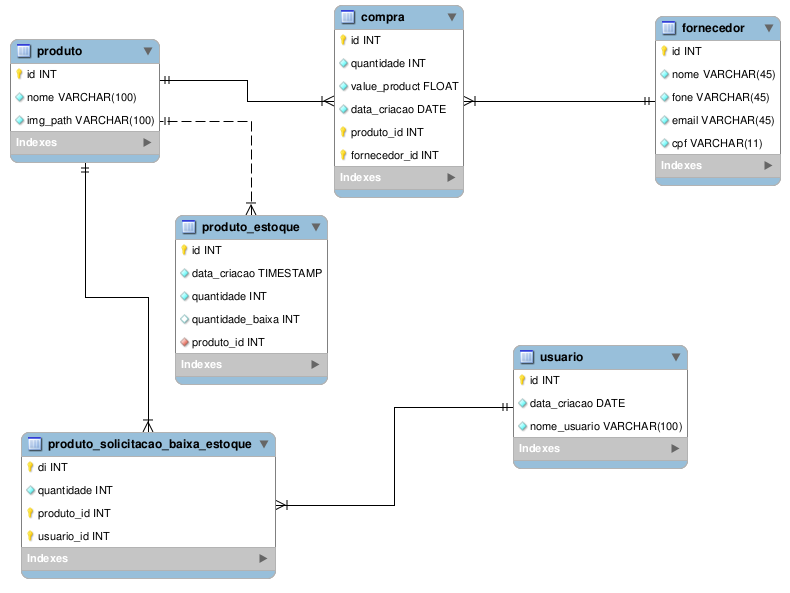 produto
id INT
nome VARCHAR(100)
img_path VARCHAR(100)
Indexes
compra
id INT
quantidade INT
value_product FLOAT
data_criacao DATE
produto_id INT
fornecedor_id INT
Indexes
fornecedor
id INT
nome VARCHAR(45)
fone VARCHAR(45)
email VARCHAR(45)
cpf VARCHAR(11)
Indexes
produto_estoque
id INT
data_criacao TIMESTAMP
quantidade INT
quantidade_baixa INT
produto_id INT
Indexes
usuario
id INT
data_criacao DATE
nome_usuario VARCHAR(100)
Indexes
produto_solicitacao_baixa_estoque
di INT
quantidade INT
produto_id INT
usuario_id INT
Indexes